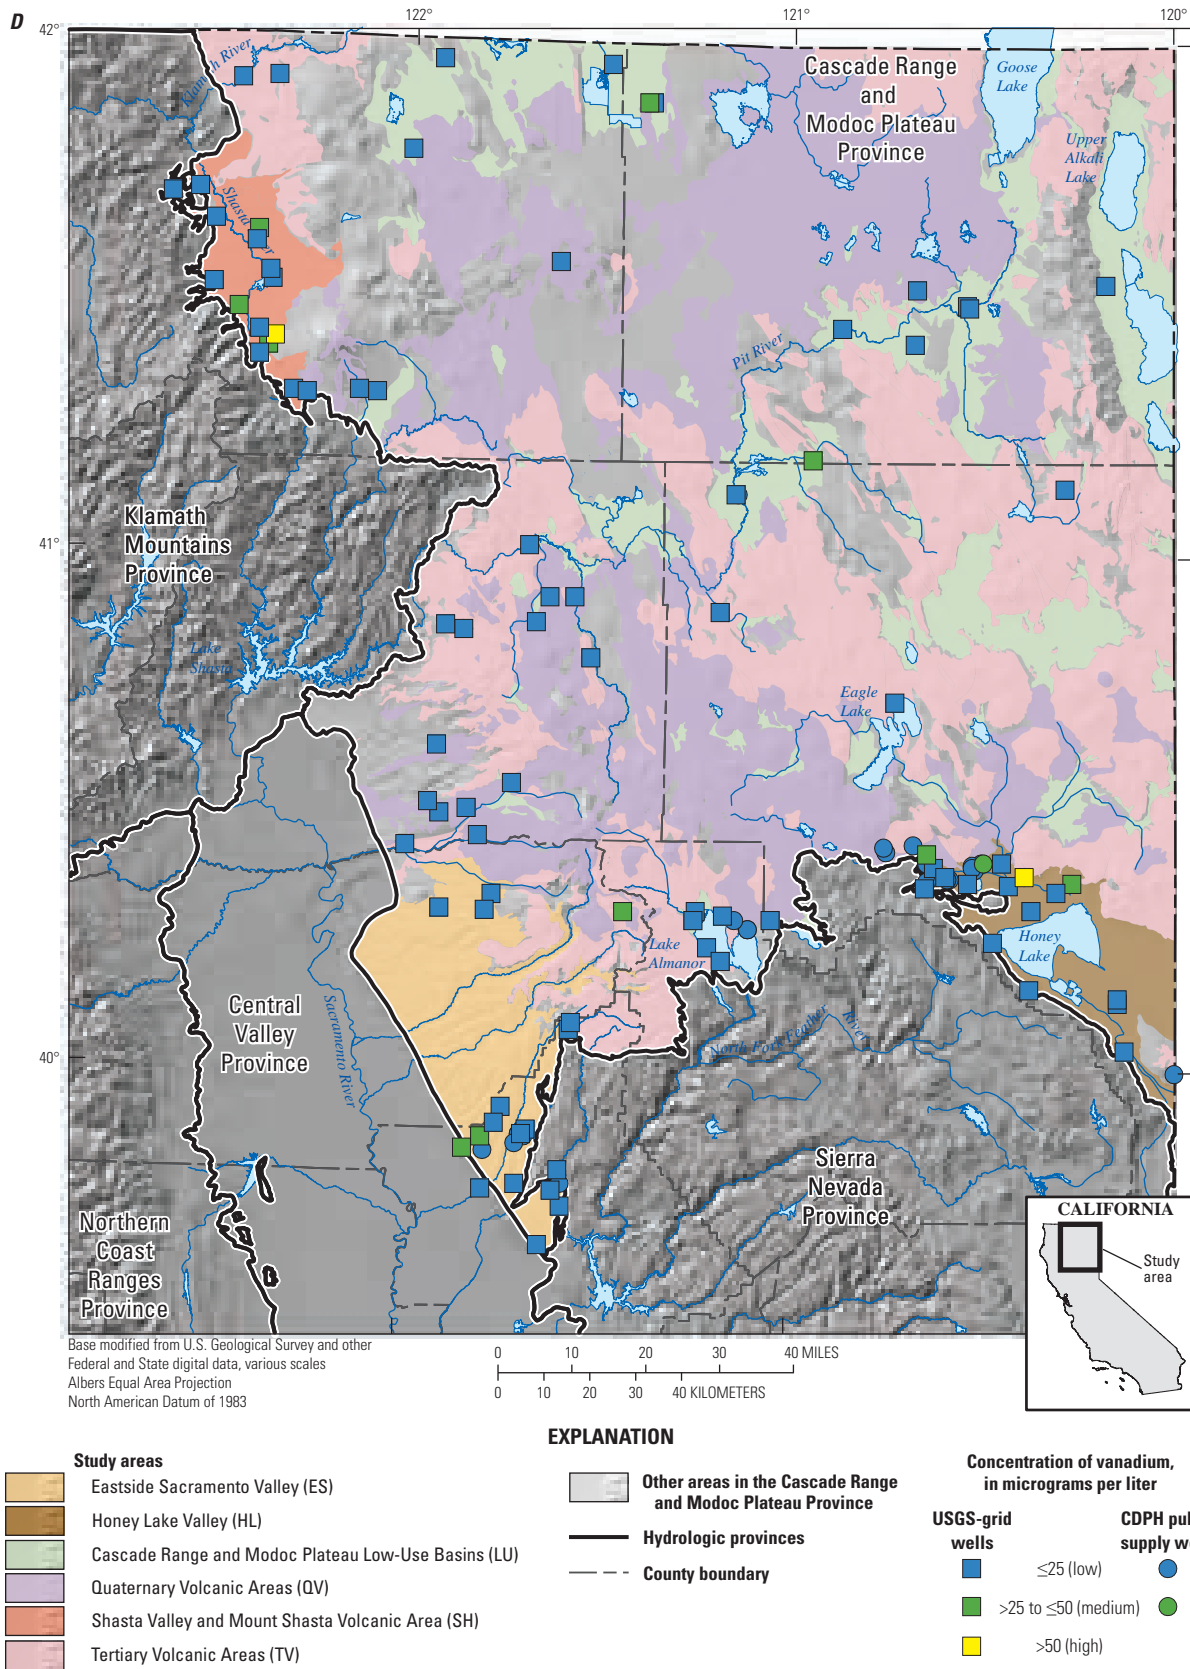 D
122°
121°
120°
42°
41°
40°
Klamath River
Cascade Range
and
Modoc Plateau
Province
Goose
Lake
Upper
Alkali
Lake
Shasta River
Pit River
Klamath
Mountains
Province
Lake
Shasta
Eagle
Lake
Lake
Almanor
Honey
Lake
Central
Valley
Province
Sacramento River
North Fork Feather River
Sierra
Nevada
Province
Northern
Coast
Ranges
Province
CALIFORNIA
Study
area
Base modified from U.S. Geological Survey and other
Federal and State digital data, various scales
Albers Equal Area Projection
North American Datum of 1983
0 10 20 30 40 MILES
0 10 20 30 40 KILOMETERS
EXPLANATION
Study areas
Eastside Sacramento Valley (ES)
Honey Lake Valley (HL)
Cascade Range and Modoc Plateau Low-Use Basins (LU)
Quaternary Volcanic Areas (QV)
Shasta Valley and Mount Shasta Volcanic Area (SH)
Tertiary Volcanic Areas (TV)
Other areas in the Cascade Range
and Modoc Plateau Province
Hydrologic provinces
County boundary
Concentration of vanadium,
in micrograms per liter
USGS-grid
wells
CDPH pu
supply w
≤25 (low)
>25 to ≤50 (medium)
>50 (high)